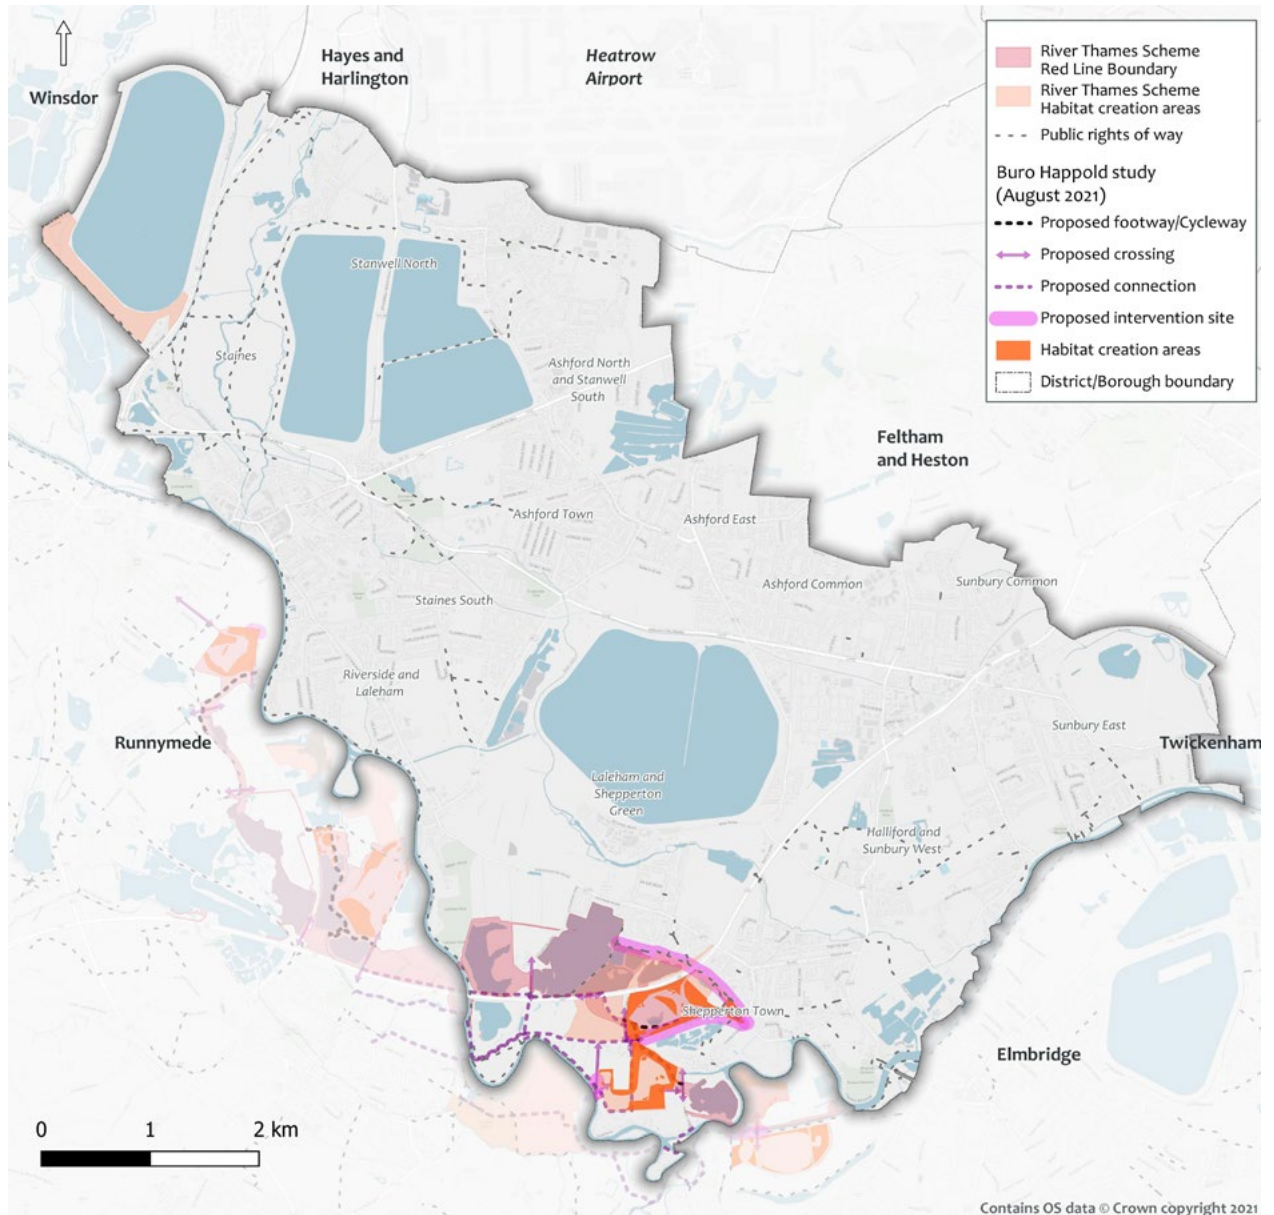 Hayes and
Harlington
Heatrow
Airport
Winsdor
River Thames Scheme
Red Line Boundary
River Thames Scheme
Habitat creation areas
Public rights of way
Buro Happold study
(August 2021)
Proposed footway/Cycleway
Proposed crossing
Proposed connection
Proposed intervention site
Habitat creation areas
District/Borough boundary
Stanwell North
Staines
Ashford North
and Stanwell
South
Feltham
and Heston
Ashford Town
Ashford East
Ashford Common
Sunbury Common
Staines South
Riverside and
Laleham
Runnymede
Sunbury East
Twickenham
Laleham and
Shepperton
Green
Halliford and
Sunbury West
Shepperton Town
Elmbridge
0 1 2 km
Contains OS data © Crown copyright 2021